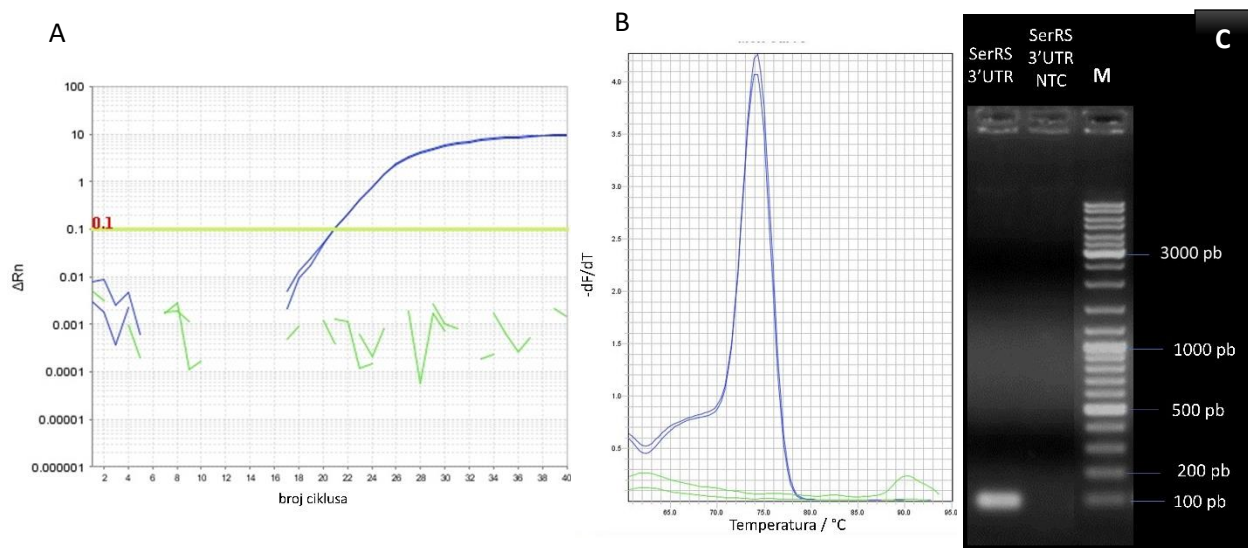 A
100
10
1
0.1
0.1
0.01
0.001
0.0001
0.00001
0.000001
ΔRn
2 4 6 8 10 12 14 16 18 20 22 24 26 28 30 32 34 36 38 40
broj ciklusa
B
4.0
3.5
3.0
2.5
2.0
1.5
1.0
0.5
0.0
-dF/dT
65.0 70.0 75.0 80.0 85.0 90.0 95.0
Temperatura / °C
C
SerRS
3’UTR
SerRS
3’UTR
NTC
M
3000 pb
1000 pb
500 pb
200 pb
100 pb